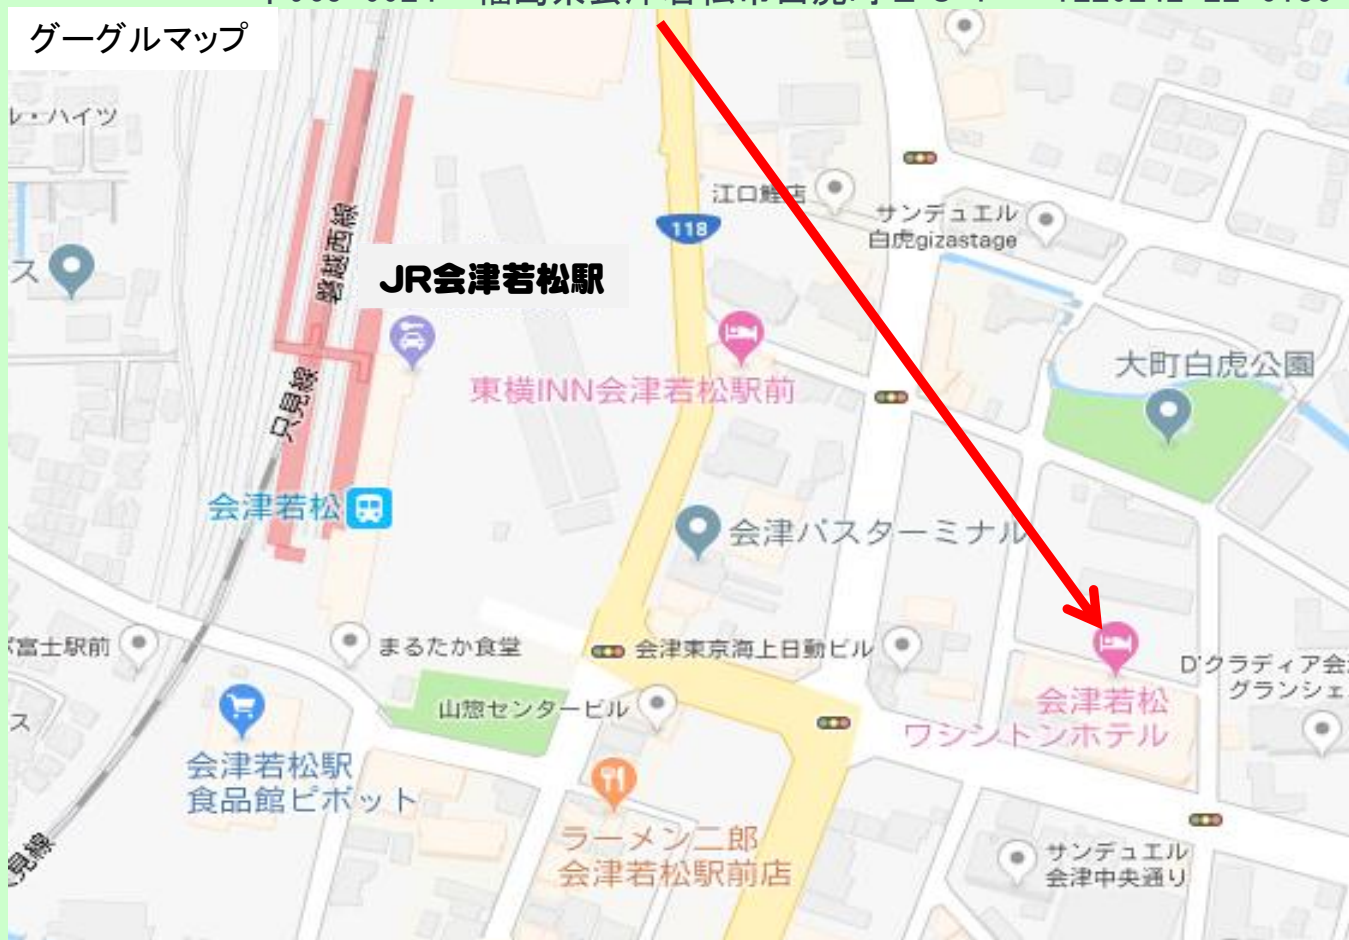 グーグルマップ
ル・ハイツ
江口鯉店
サンデュエル
白虎gizastage
118
磐越西線
ス
JR会津若松駅
大町白虎公園
東横INN会津若松駅前
只見線
会津若松
会津バスターミナル
富士駅前
まるたか食堂
会津東京海上日動ビル
D'クラディア会
グランシェ
山惣センタービル
会津若松
ワシントンホテル
ス
会津若松駅
食品館ピボット
ラーメン二郎
会津若松駅前店
見線
サンデュエル
会津中央通り